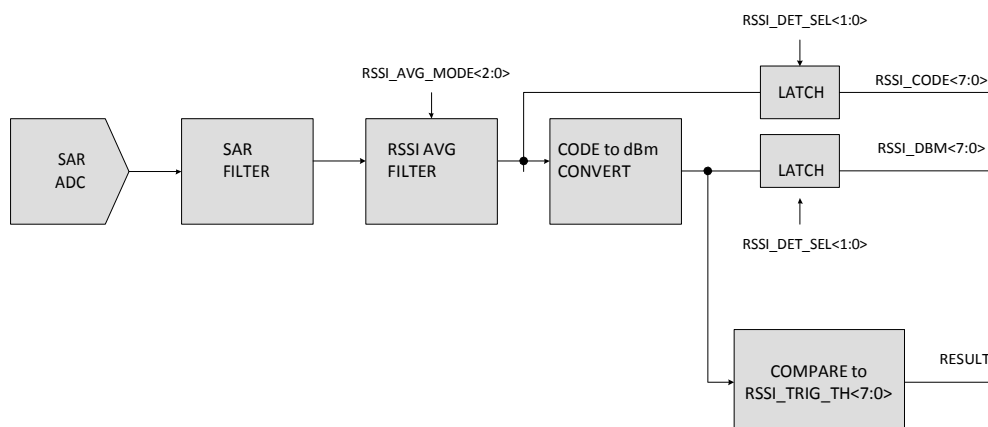 RSSI_DET_SEL<1:0>
RSSI_AVG_MODE<2:0>
RSSI_CODE<7:0>
LATCH
SAR
ADC
SAR
FILTER
RSSI AVG
FILTER
CODE to dBm
CONVERT
RSSI_DBM<7:0>
LATCH
RSSI_DET_SEL<1:0>
COMPARE to
RSSI_TRIG_TH<7:0>
RESULT